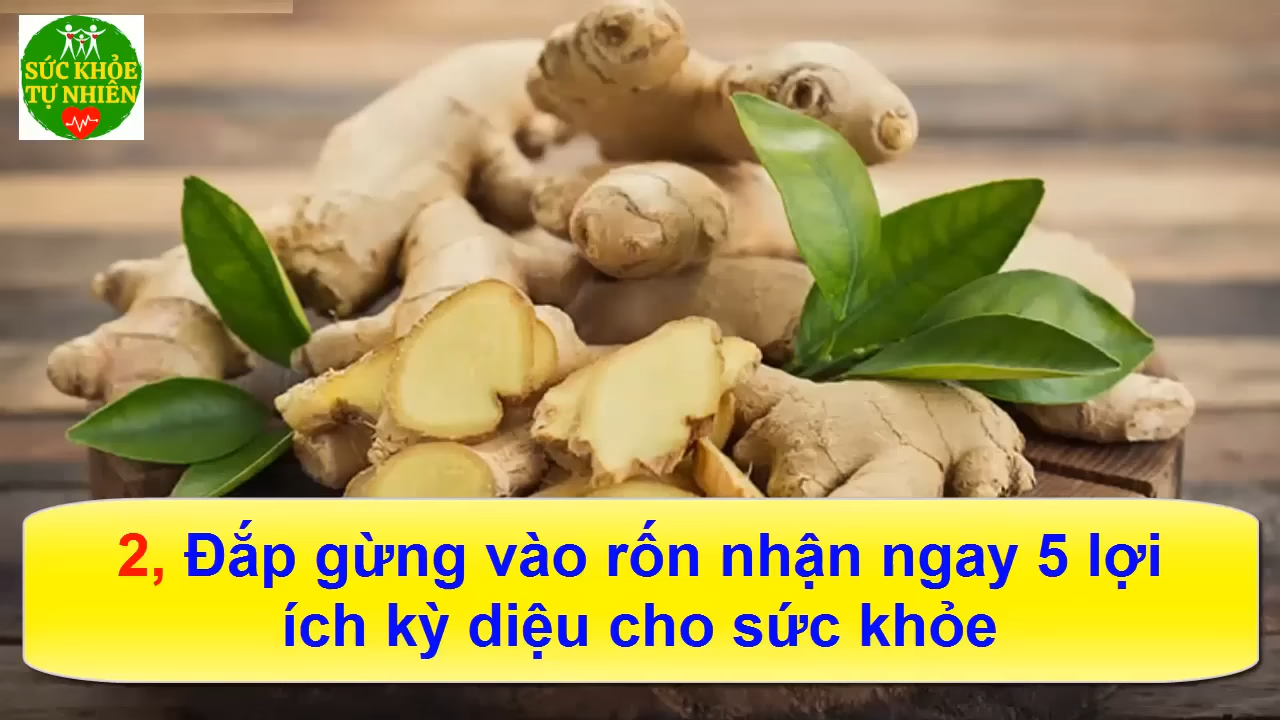 SỨC KHỎE
TỰ NHIÊN
2, Đắp gừng vào rốn nhận ngay 5 lợi
ích kỳ diệu cho sức khỏe